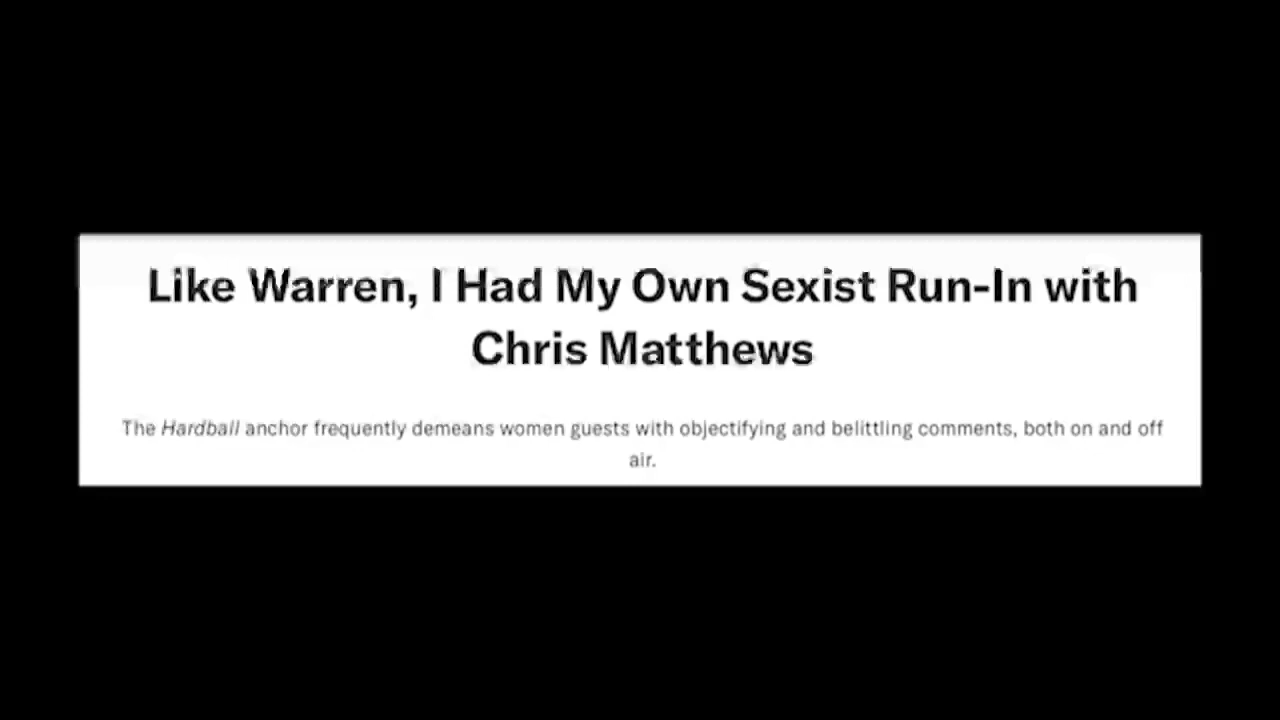 Like Warren, I Had My Own Sexist Run-In with
Chris Matthews
The Hardball anchor frequently demeans women guests with objectifying and belittling comments, both on and off
air.